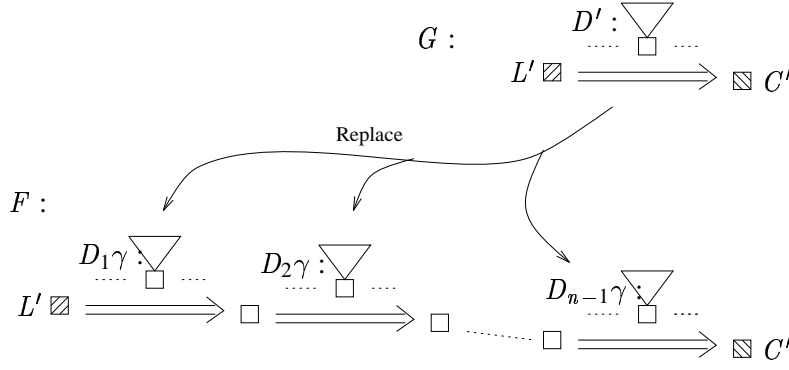 D′ :
G :
L′ C′
Replace
F :
D₁γ : D₂γ : Dₙ₋₁γ :
L′ C′